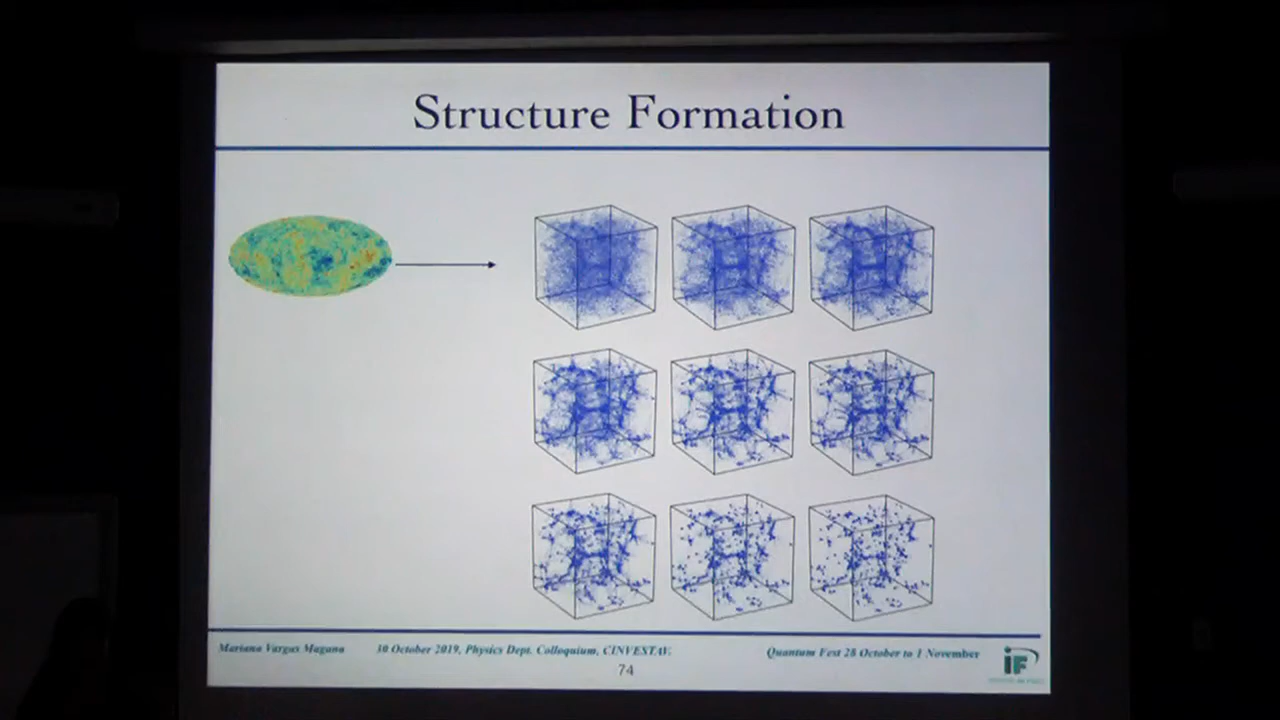 Structure Formation
Mariana Vargas Magana 30 October 2019, Physics Dept. Colloquium, CINVESTAV. Quantum Fest 28 October to 1 November
74
iF